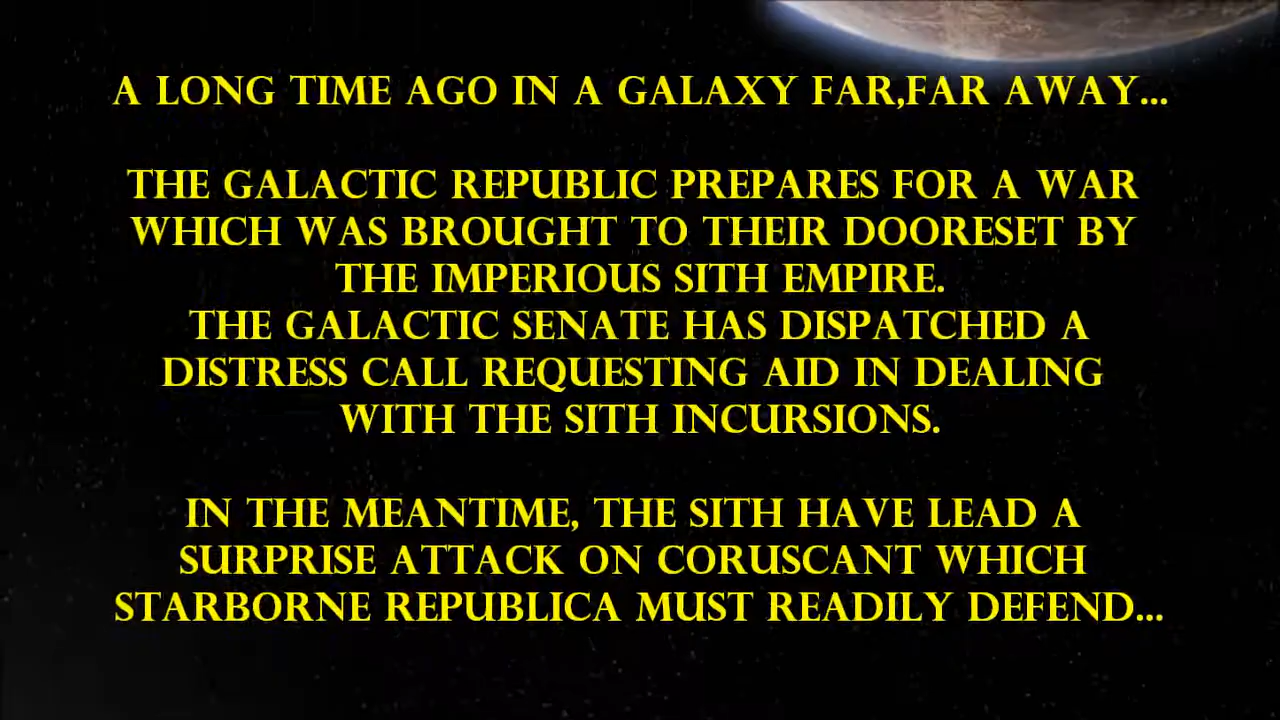 A LONG TIME AGO IN A GALAXY FAR,FAR AWAY...
THE GALACTIC REPUBLIC PREPARES FOR A WAR
WHICH WAS BROUGHT TO THEIR DOORESET BY
THE IMPERIOUS SITH EMPIRE.
THE GALACTIC SENATE HAS DISPATCHED A
DISTRESS CALL REQUESTING AID IN DEALING
WITH THE SITH INCURSIONS.
IN THE MEANTIME, THE SITH HAVE LEAD A
SURPRISE ATTACK ON CORUSCANT WHICH
STARBORNE REPUBLICA MUST READILY DEFEND...